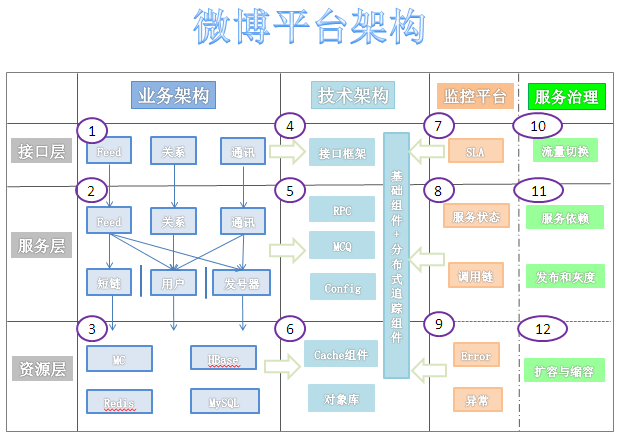 微博平台架构
业务架构
技术架构
监控平台
服务治理
接口层
1
Feed
关系
通讯
4
接口框架
7
SLA
10
流量切换
基础组件+分布式追踪组件
服务层
2
Feed
关系
通讯
短链
用户
发号器
5
RPC
MCQ
Config
8
服务状态
调用链
11
服务依赖
发布和灰度
资源层
3
MC
HBase
Redis
MySQL
6
Cache组件
对象库
9
Error
异常
12
扩容与缩容